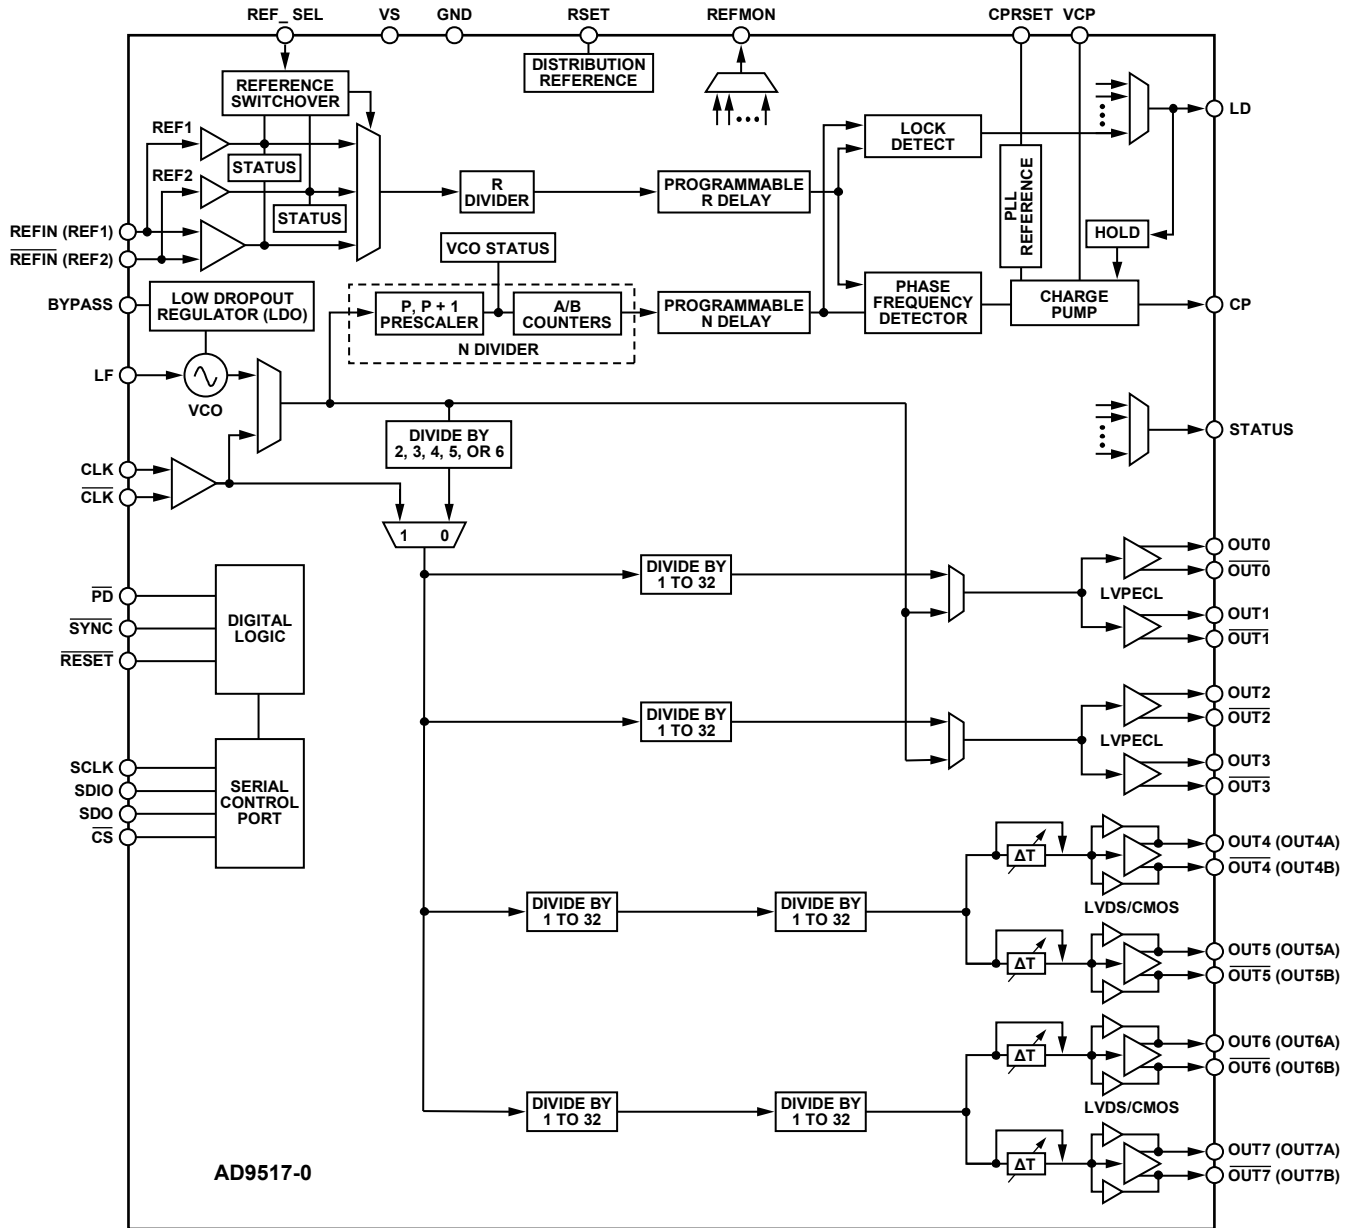 REF_ SEL
VS
GND
RSET
REFMON
CPRSET
VCP
DISTRIBUTION
REFERENCE
REFERENCE
SWITCHOVER
REF1
STATUS
REF2
STATUS
R
DIVIDER
PROGRAMMABLE
R DELAY
LOCK
DETECT
PLL
REFERENCE
HOLD
LD
REFIN (REF1)
REFIN (REF2)
BYPASS
LOW DROPOUT
REGULATOR (LDO)
VCO STATUS
P, P + 1
PRESCALER
A/B
COUNTERS
N DIVIDER
PROGRAMMABLE
N DELAY
PHASE
FREQUENCY
DETECTOR
CHARGE
PUMP
CP
LF
VCO
DIVIDE BY
2, 3, 4, 5, OR 6
STATUS
CLK
CLK
1 0
PD
SYNC
RESET
DIGITAL
LOGIC
SCLK
SDIO
SDO
CS
SERIAL
CONTROL
PORT
DIVIDE BY
1 TO 32
LVPECL
OUT0
OUT0
OUT1
OUT1
DIVIDE BY
1 TO 32
LVPECL
OUT2
OUT2
OUT3
OUT3
DIVIDE BY
1 TO 32
DIVIDE BY
1 TO 32
ΔT
ΔT
LVDS/CMOS
OUT4 (OUT4A)
OUT4 (OUT4B)
OUT5 (OUT5A)
OUT5 (OUT5B)
DIVIDE BY
1 TO 32
DIVIDE BY
1 TO 32
ΔT
ΔT
LVDS/CMOS
OUT6 (OUT6A)
OUT6 (OUT6B)
OUT7 (OUT7A)
OUT7 (OUT7B)
AD9517-0